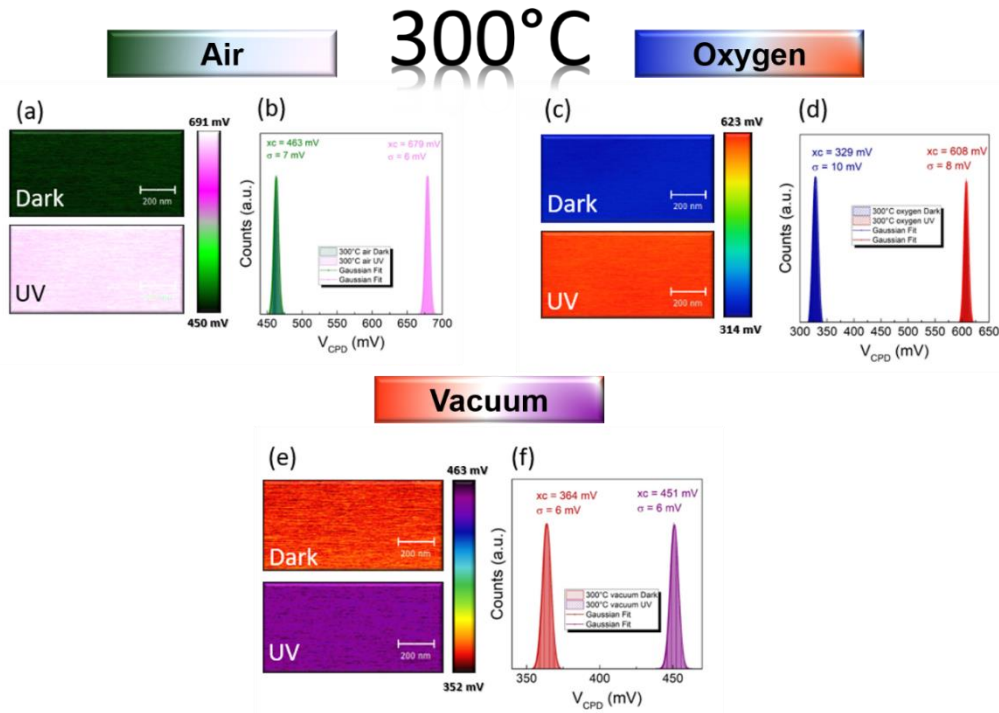 300°C
Air
Oxygen
(a)
Dark
200 nm
UV
691 mV
450 mV
(b)
xc = 463 mV
σ = 7 mV
xc = 679 mV
σ = 6 mV
Counts (a.u.)
300°C air Dark
300°C air UV
Gaussian Fit
Gaussian Fit
450 500 550 600 650 700
V_CPD (mV)
(c)
Dark
200 nm
UV
200 nm
623 mV
314 mV
(d)
xc = 329 mV
σ = 10 mV
xc = 608 mV
σ = 8 mV
Counts (a.u.)
300°C oxygen Dark
300°C oxygen UV
Gaussian Fit
Gaussian Fit
300 350 400 450 500 550 600 650
V_CPD (mV)
Vacuum
(e)
Dark
200 nm
UV
200 nm
463 mV
352 mV
(f)
xc = 364 mV
σ = 6 mV
xc = 451 mV
σ = 6 mV
Counts (a.u.)
300°C vacuum Dark
300°C vacuum UV
Gaussian Fit
Gaussian Fit
350 400 450
V_CPD (mV)